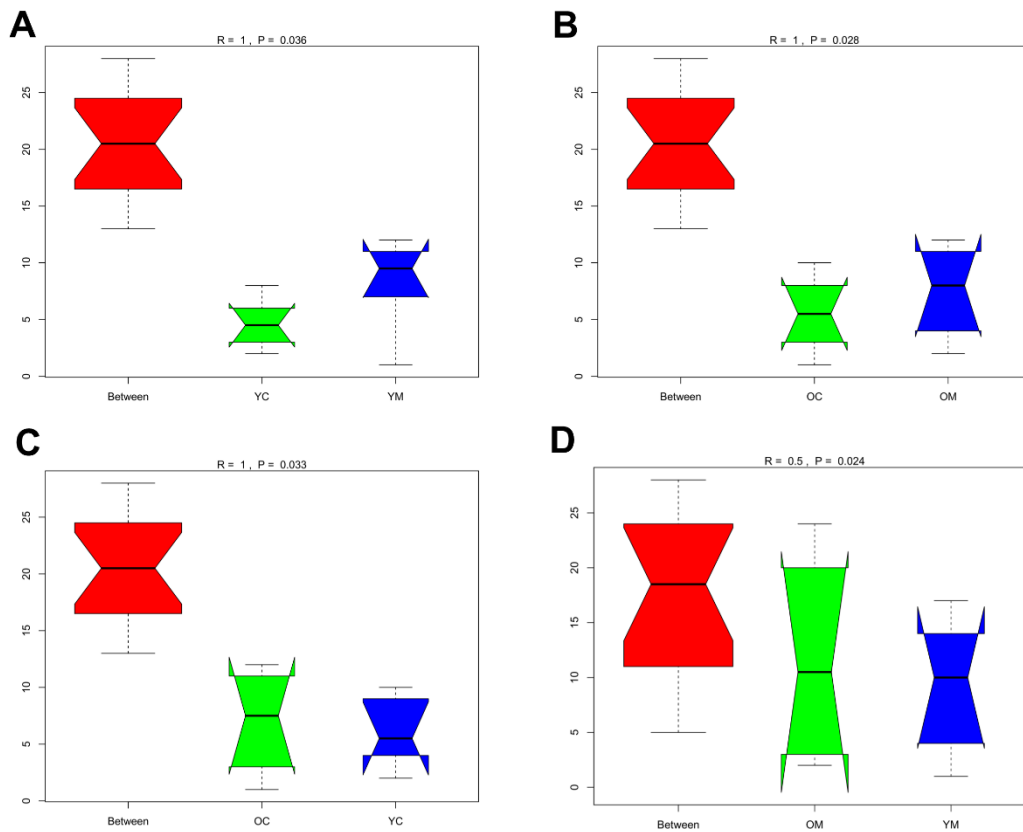 A
R = 1 , P = 0.036
25
20
15
10
5
0
Between YC YM
B
R = 1 , P = 0.028
25
20
15
10
5
0
Between OC OM
C
R = 1 , P = 0.033
25
20
15
10
5
0
Between OC YC
D
R = 0.5 , P = 0.024
25
20
15
10
5
0
Between OM YM